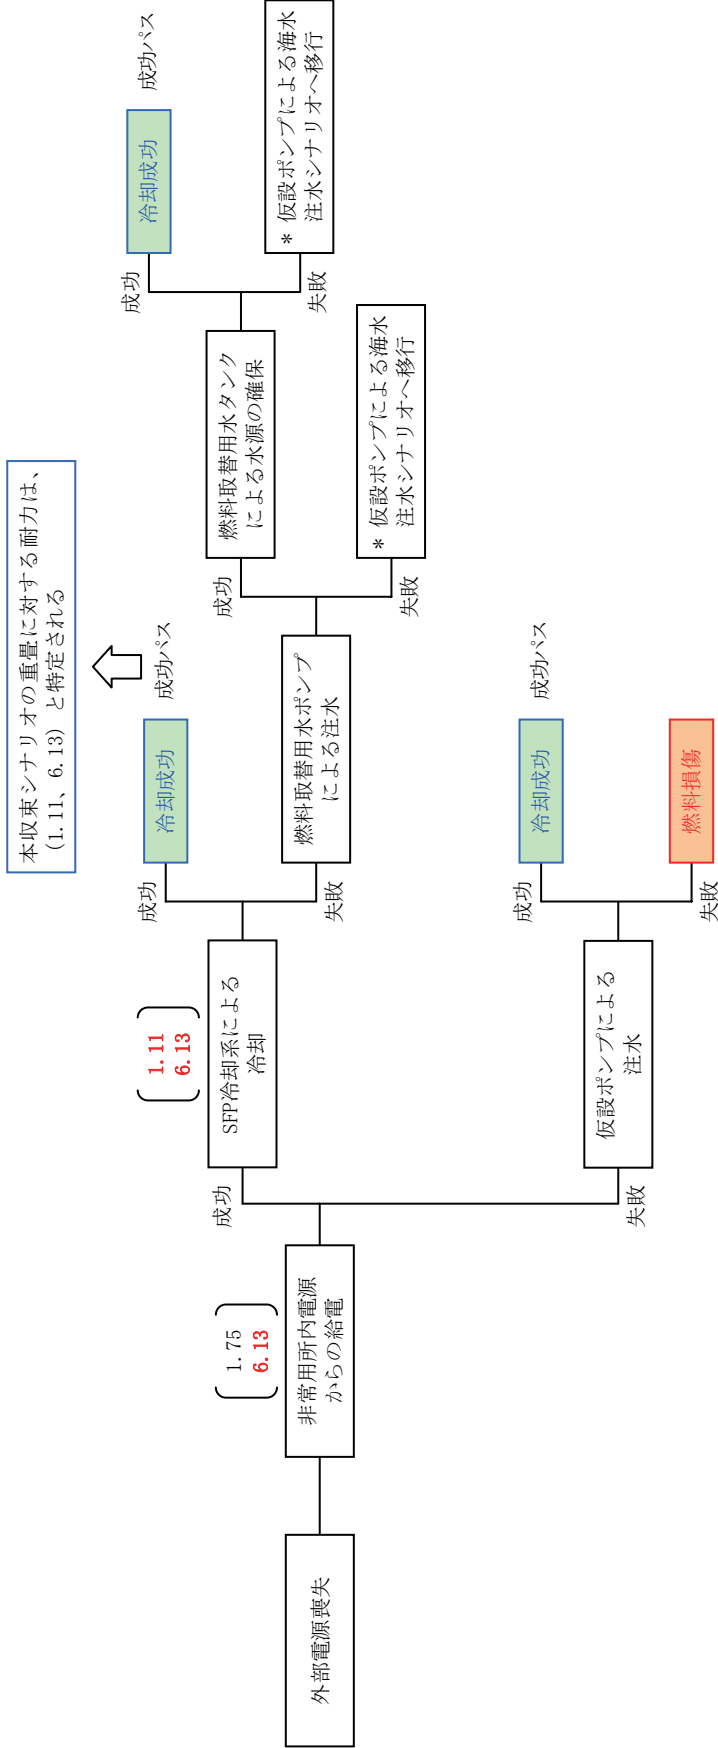 本収束シナリオの重畳に対する耐力は、
（1.11、6.13）と特定される
外部電源喪失
1.75
6.13
非常用所内電源
からの給電
成功
失敗
1.11
6.13
SFP冷却系による
冷却
成功
失敗
冷却成功
成功パス
燃料取替用水ポンプ
による注水
成功
失敗
燃料取替用水タンク
による水源の確保
成功
失敗
冷却成功
成功パス
* 仮設ポンプによる海水
注水シナリオへ移行
* 仮設ポンプによる海水
注水シナリオへ移行
仮設ポンプによる
注水
成功
失敗
冷却成功
成功パス
燃料損傷